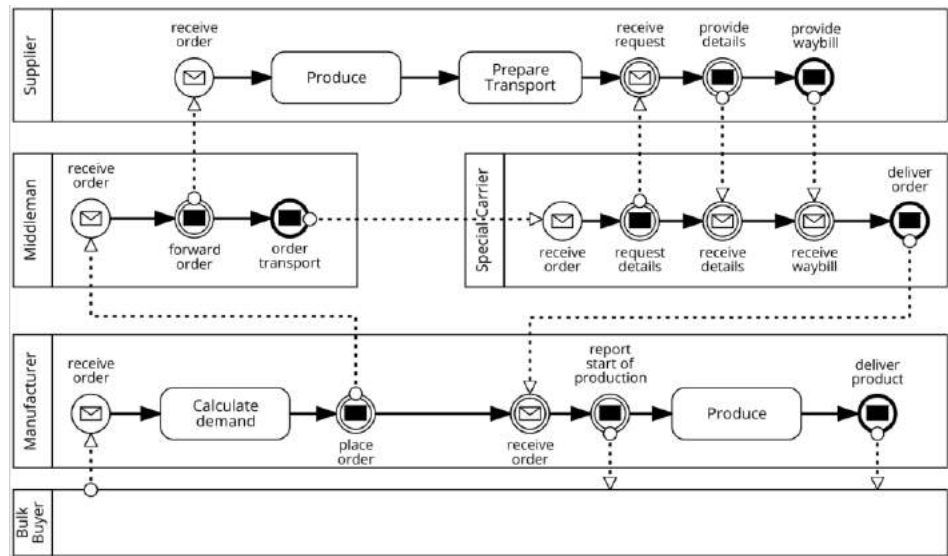 Supplier
receive
order
Produce
Prepare
Transport
receive
request
provide
details
provide
waybill
Middleman
receive
order
forward
order
order
transport
Special Carrier
receive
order
request
details
receive
details
receive
waybill
deliver
order
Manufacturer
receive
order
Calculate
demand
place
order
receive
order
report
start of
production
Produce
deliver
product
Bulk
Buyer